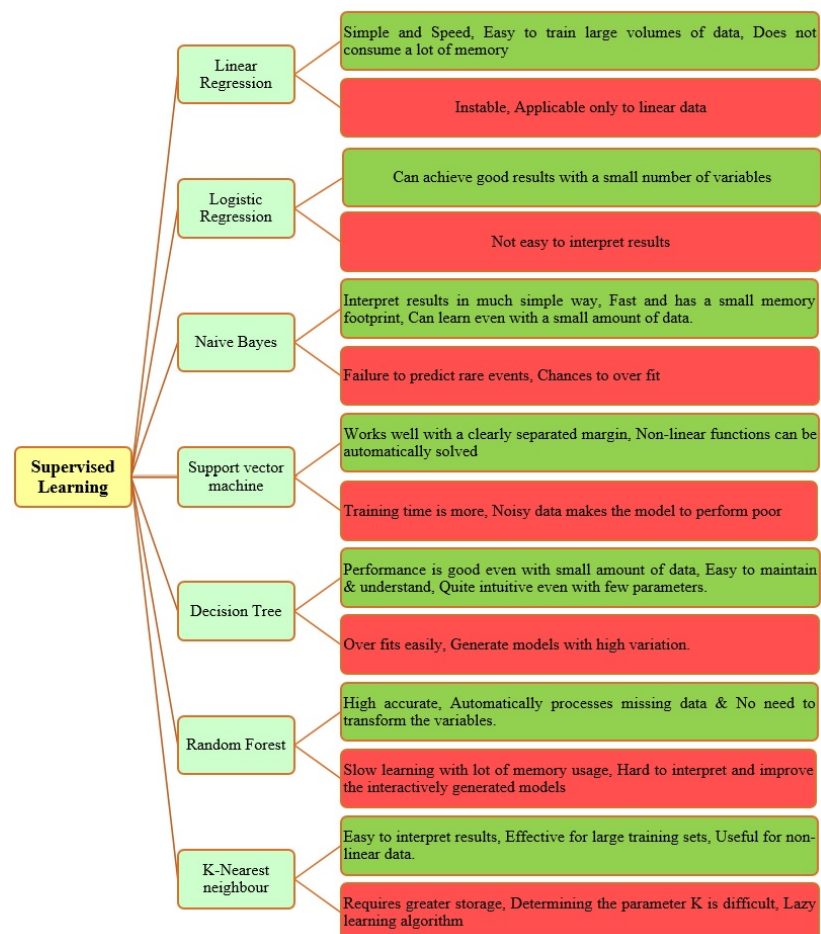 Supervised
Learning
Linear
Regression
Simple and Speed, Easy to train large volumes of data, Does not
consume a lot of memory
Instable, Applicable only to linear data
Logistic
Regression
Can achieve good results with a small number of variables
Not easy to interpret results
Naive Bayes
Interpret results in much simple way, Fast and has a small memory
footprint, Can learn even with a small amount of data.
Failure to predict rare events, Chances to over fit
Support vector
machine
Works well with a clearly separated margin, Non-linear functions can be
automatically solved
Training time is more, Noisy data makes the model to perform poor
Decision Tree
Performance is good even with small amount of data, Easy to maintain
& understand, Quite intuitive even with few parameters.
Over fits easily, Generate models with high variation.
Random Forest
High accurate, Automatically processes missing data & No need to
transform the variables.
Slow learning with lot of memory usage, Hard to interpret and improve
the interactively generated models
K-Nearest
neighbour
Easy to interpret results, Effective for large training sets, Useful for non-
linear data.
Requires greater storage, Determining the parameter K is difficult, Lazy
learning algorithm